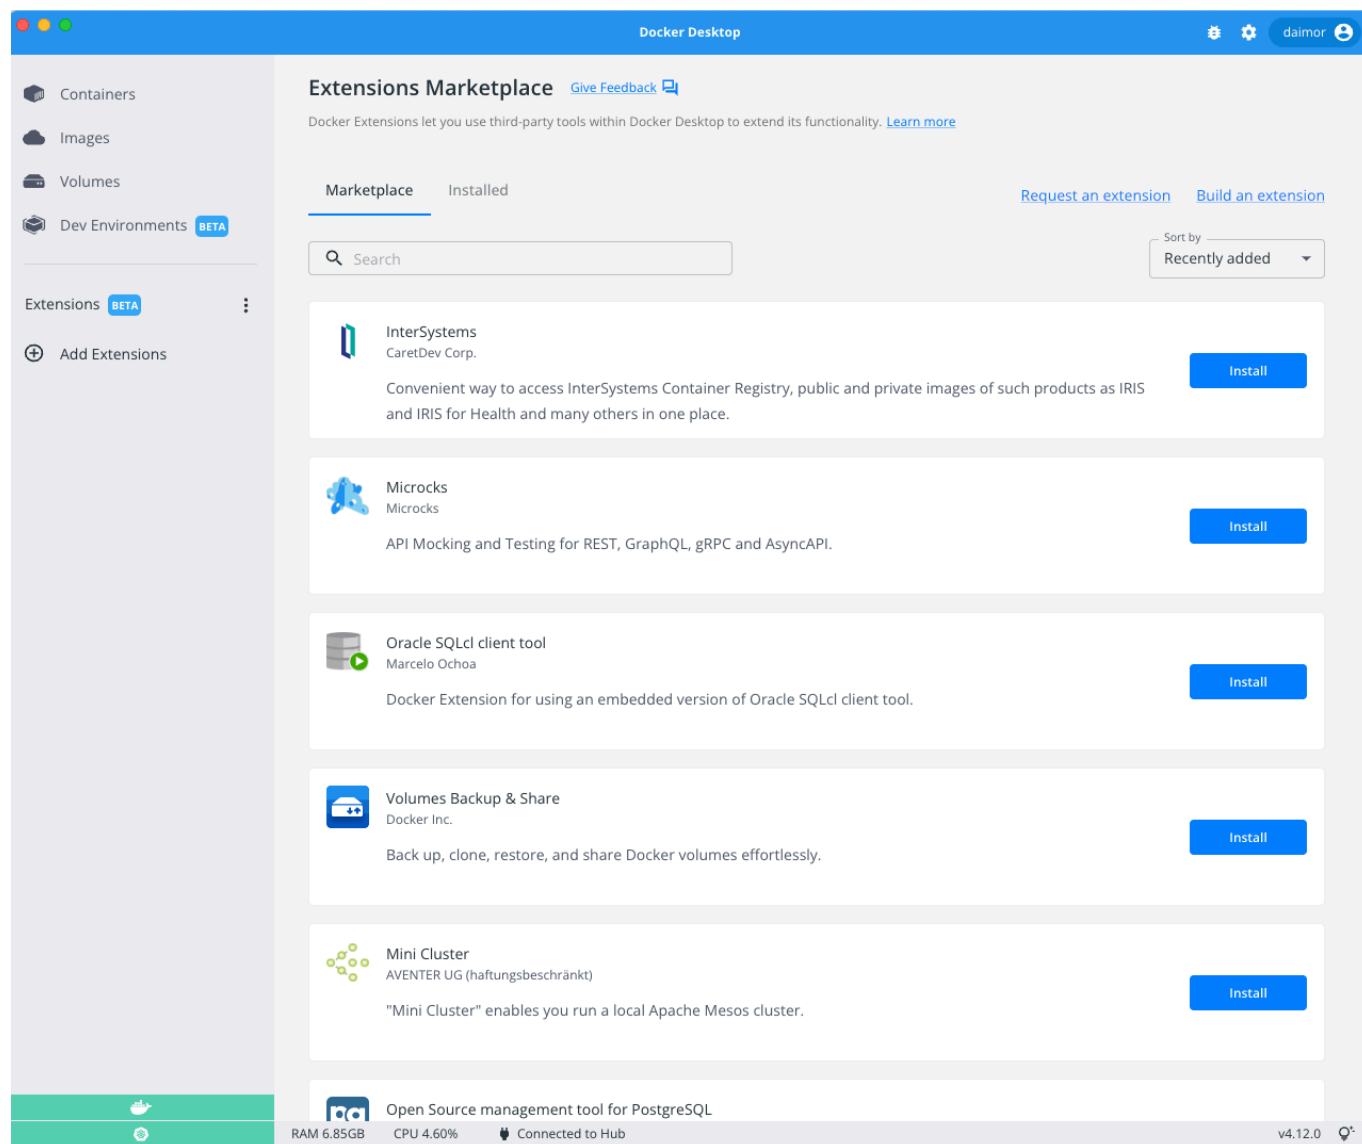 Docker Desktop
daimor
Containers
Images
Volumes
Dev Environments BETA
Extensions BETA
Add Extensions
Extensions Marketplace Give Feedback
Docker Extensions let you use third-party tools within Docker Desktop to extend its functionality. Learn more
Marketplace Installed
Request an extension Build an extension
Search
Sort by
Recently added
InterSystems
CaretDev Corp.
Convenient way to access InterSystems Container Registry, public and private images of such products as IRIS
and IRIS for Health and many others in one place.
Install
Microcks
Microcks
API Mocking and Testing for REST, GraphQL, gRPC and AsyncAPI.
Install
Oracle SQLcl client tool
Marcelo Ochoa
Docker Extension for using an embedded version of Oracle SQLcl client tool.
Install
Volumes Backup & Share
Docker Inc.
Back up, clone, restore, and share Docker volumes effortlessly.
Install
Mini Cluster
AVENTER UG (haftungsbeschränkt)
"Mini Cluster" enables you run a local Apache Mesos cluster.
Install
pg
Open Source management tool for PostgreSQL
RAM 6.85GB CPU 4.60% Connected to Hub
v4.12.0